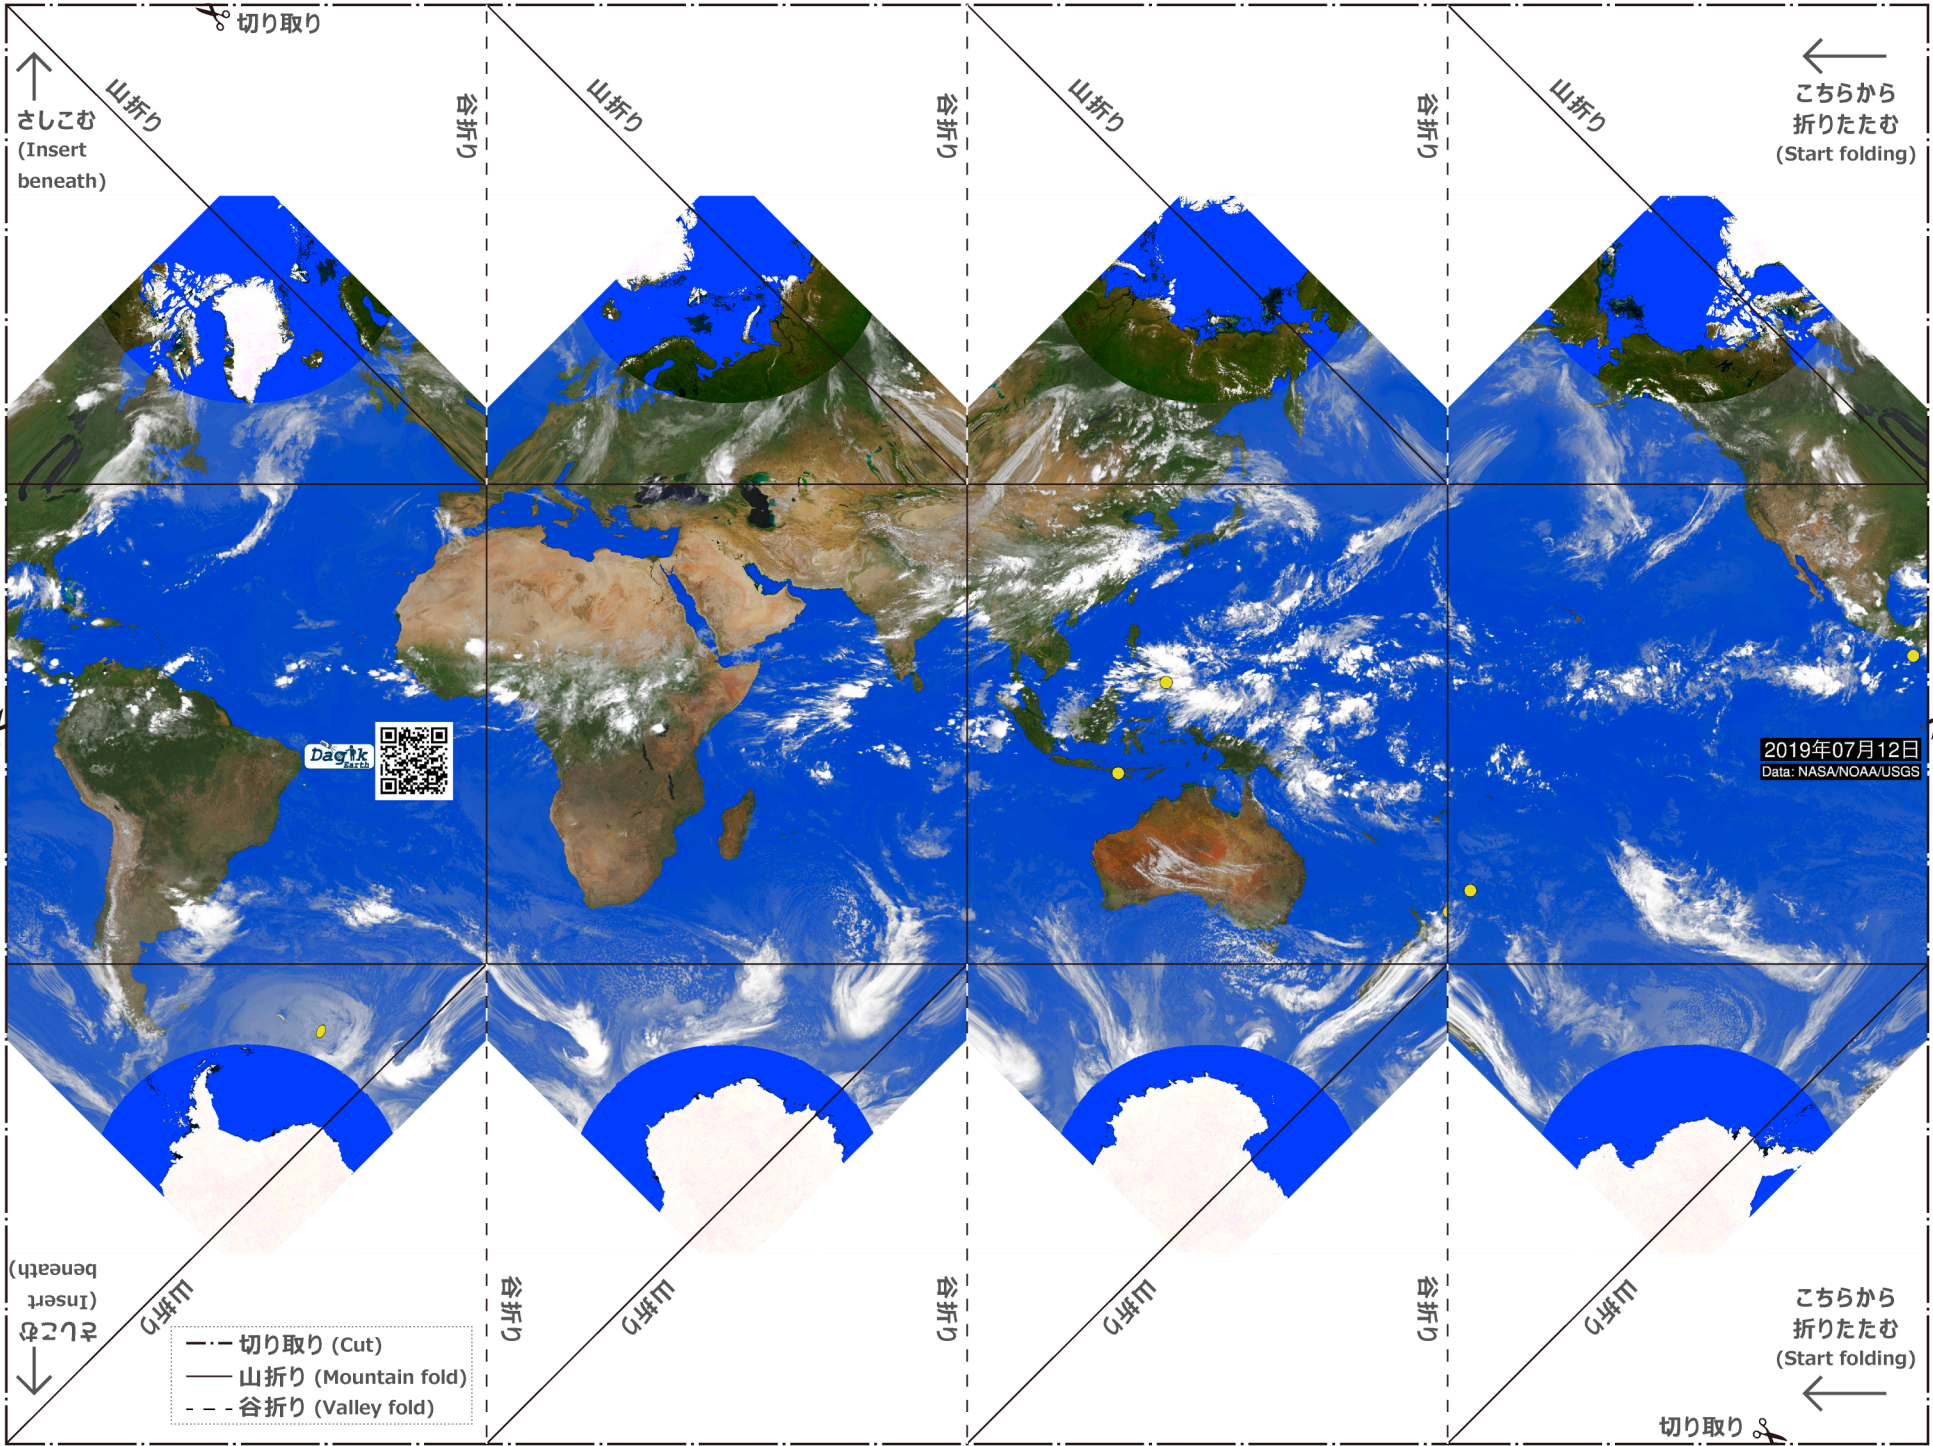 切り取り
山折り
谷折り
山折り
谷折り
山折り
谷折り
山折り
さしこむ
(Insert
beneath)
こちらから
折りたたむ
(Start folding)
Dagik
Earth
2019年07月12日
Data: NASA/NOAA/USGS
さしこむ
(Insert
beneath)
山折り
谷折り
山折り
谷折り
山折り
谷折り
山折り
こちらから
折りたたむ
(Start folding)
切り取り (Cut)
山折り (Mountain fold)
谷折り (Valley fold)
切り取り